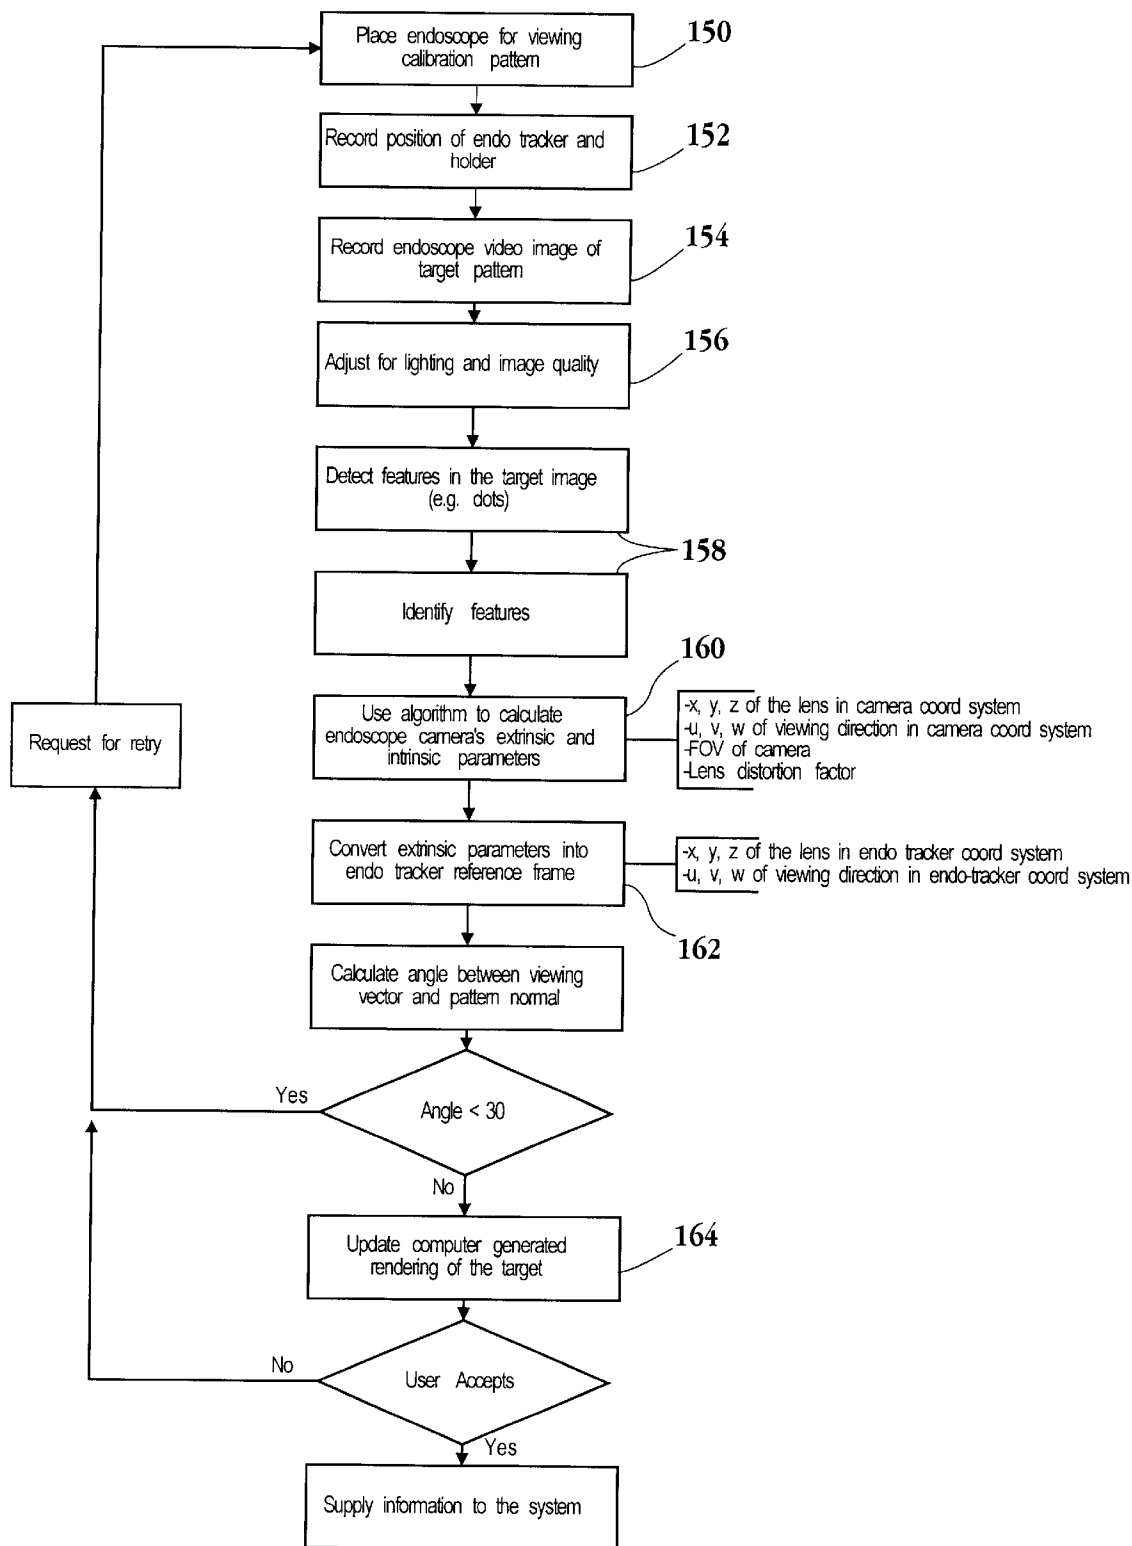 Place endoscope for viewing
calibration pattern
150
Record position of endo tracker and
holder
152
Record endoscope video image of
target pattern
154
Adjust for lighting and image quality
156
Detect features in the target image
(e.g. dots)
158
Identify features
160
Use algorithm to calculate
endoscope camera's extrinsic and
intrinsic parameters
-x, y, z of the lens in camera coord system
-u, v, w of viewing direction in camera coord system
-FOV of camera
-Lens distortion factor
Request for retry
Convert extrinsic parameters into
endo tracker reference frame
-x, y, z of the lens in endo tracker coord system
-u, v, w of viewing direction in endo-tracker coord system
162
Calculate angle between viewing
vector and pattern normal
Yes
Angle < 30
No
Update computer generated
rendering of the target
164
No
User Accepts
Yes
Supply information to the system